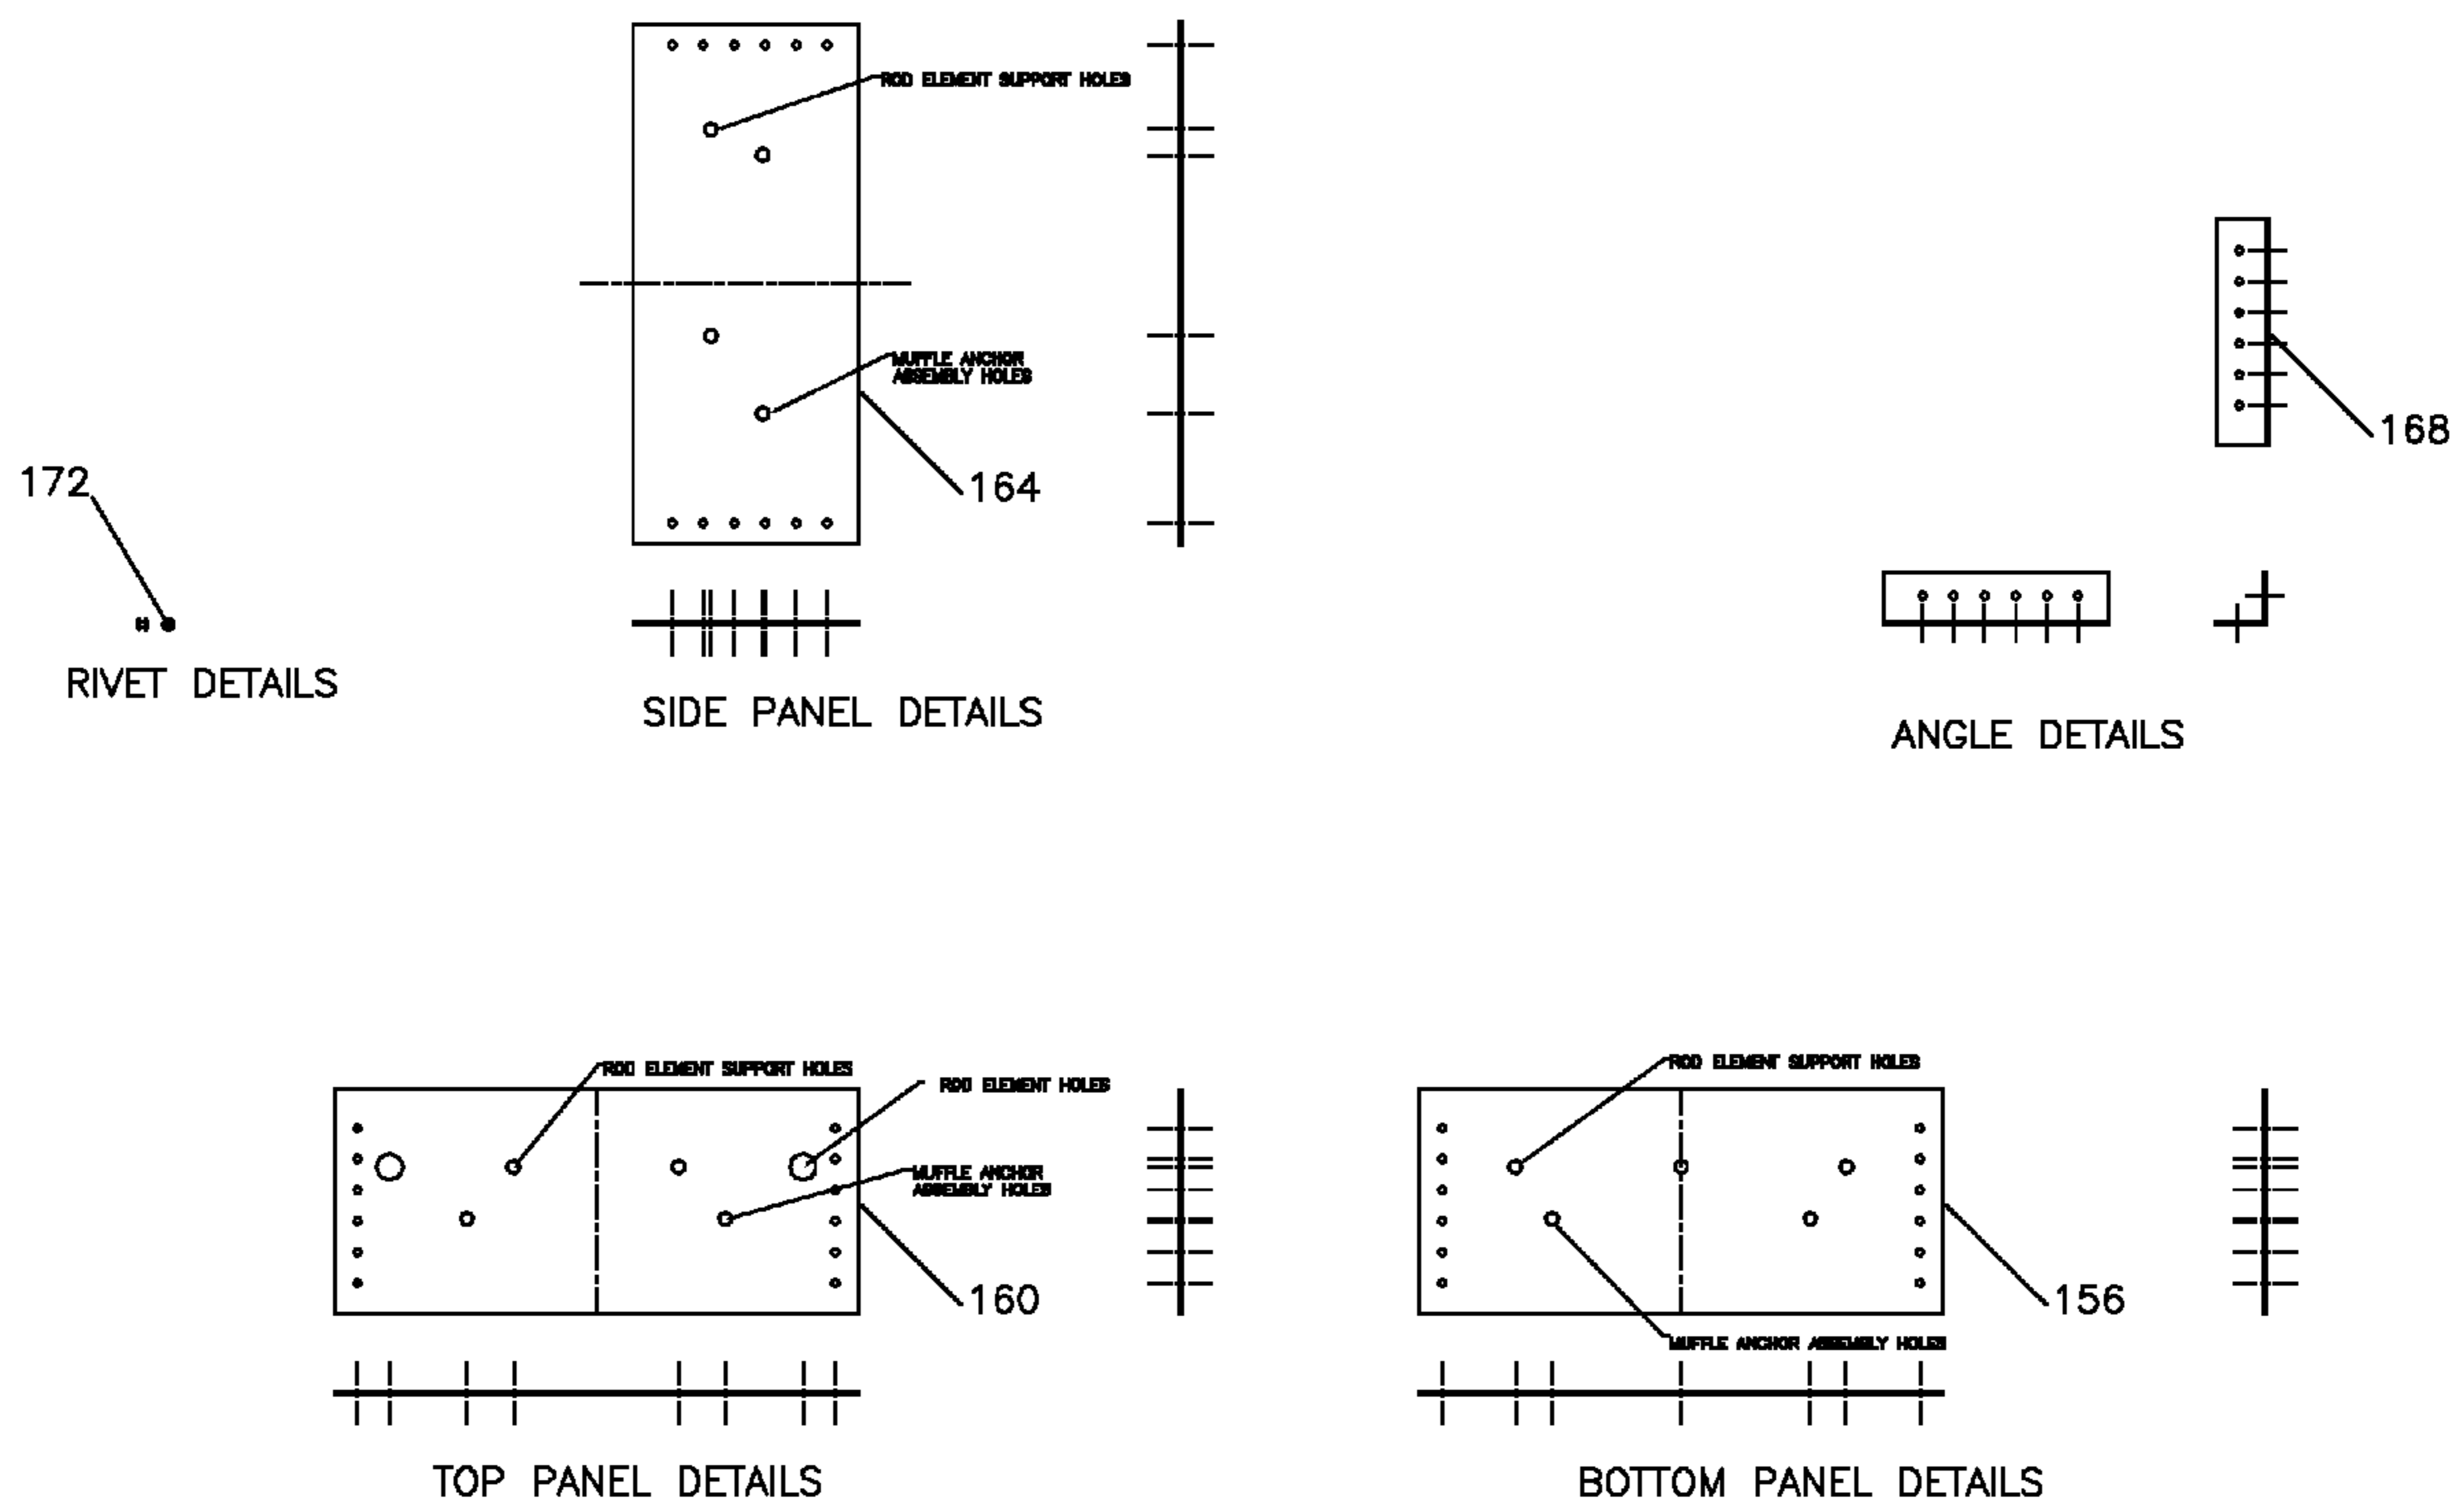 ROD ELEMENT SUPPORT HOLES
MUFFLE ANCHOR
ASSEMBLY HOLES
164
172
168
RIVET DETAILS
SIDE PANEL DETAILS
ANGLE DETAILS
ROD ELEMENT SUPPORT HOLES
ROD ELEMENT HOLES
MUFFLE ANCHOR
ASSEMBLY HOLES
160
TOP PANEL DETAILS
ROD ELEMENT SUPPORT HOLES
156
MUFFLE ANCHOR ASSEMBLY HOLES
BOTTOM PANEL DETAILS